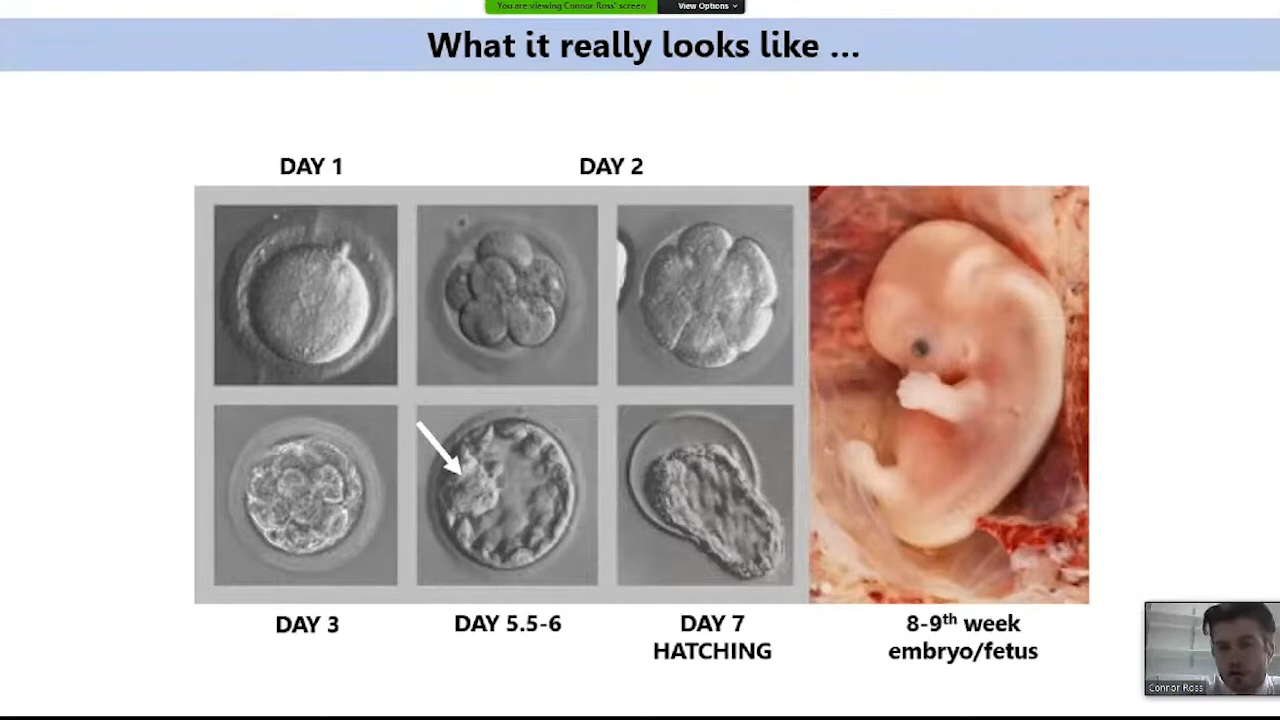 You are viewing Connor Ross' screen
View Options
What it really looks like ...
DAY 1
DAY 2
DAY 3
DAY 5.5-6
DAY 7
HATCHING
8-9th week
embryo/fetus
Connor Ross